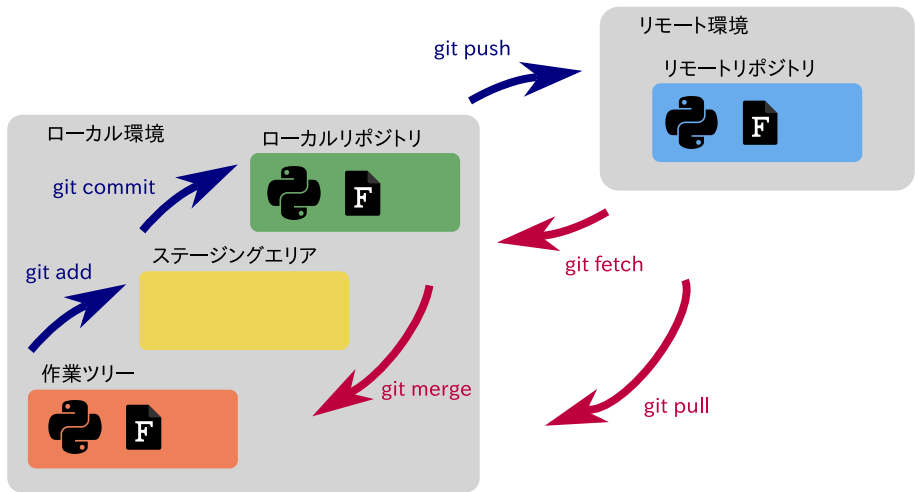 リモート環境
git push
リモートリポジトリ
ローカル環境
ローカルリポジトリ
F
F
git commit
ステージングエリア
git add
git fetch
作業ツリー
git merge
git pull
F